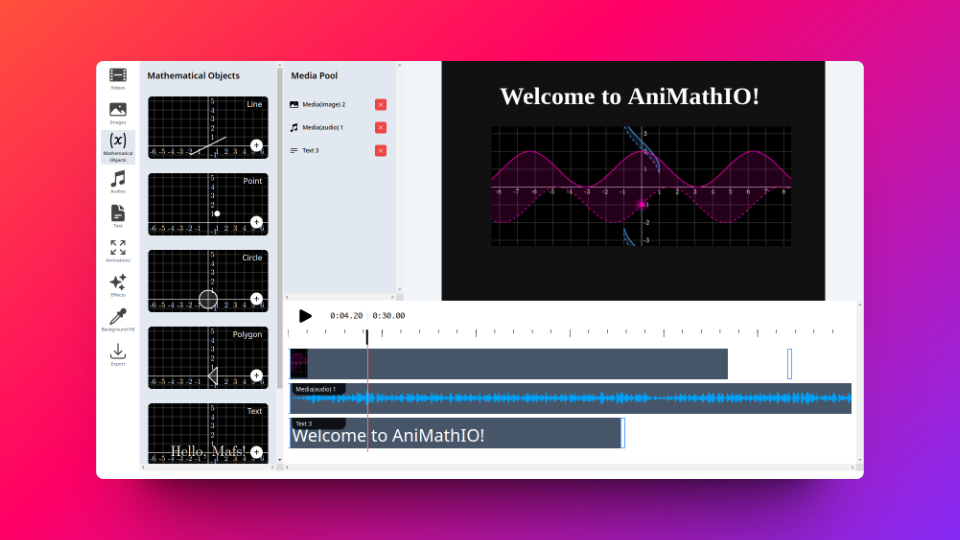 Videos
Images
(x)
Mathematical
Objects
Audios
Text
Animations
Effects
Background Fill
Export
Mathematical Objects
Line
5
4
3
2
1
-6 -5 -4 -3 -2 -1 1 2 3 4 5 6
Point
5
4
3
2
1
-6 -5 -4 -3 -2 -1 1 2 3 4 5 6
Circle
5
4
3
2
1
-6 -5 -4 -3 -2 -1 1 2 3 4 5 6
Polygon
5
4
3
2
1
-6 -5 -4 -3 -2 -1 1 2 3 4 5 6
Text
5
4
3
2
Hello, Mafs!
Media Pool
Media(image) 2
Media(audio) 1
Text 3
Welcome to AniMathIO!
3
1
-8 -7 -6 -5 -4 -3 -2 -1 1 2 3 4 5 6 7 8
-1
-2
-3
0:04.20 0:30.00
Media(audio) 1
Text 3
Welcome to AniMathIO!